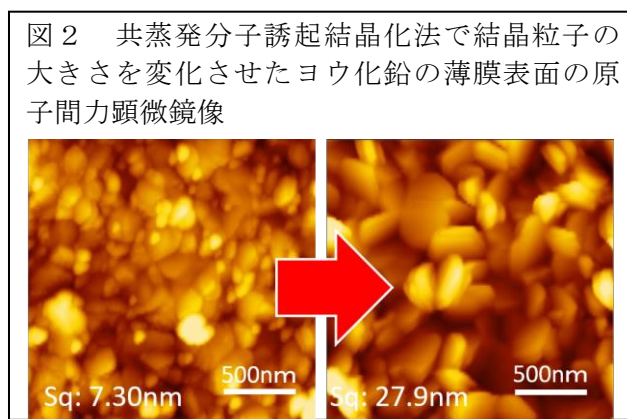 図２　共蒸発分子誘起結晶化法で結晶粒子の
大きさを変化させたヨウ化鉛の薄膜表面の原
子間力顕微鏡像
500nm
Sq: 7.30nm
500nm
Sq: 27.9nm